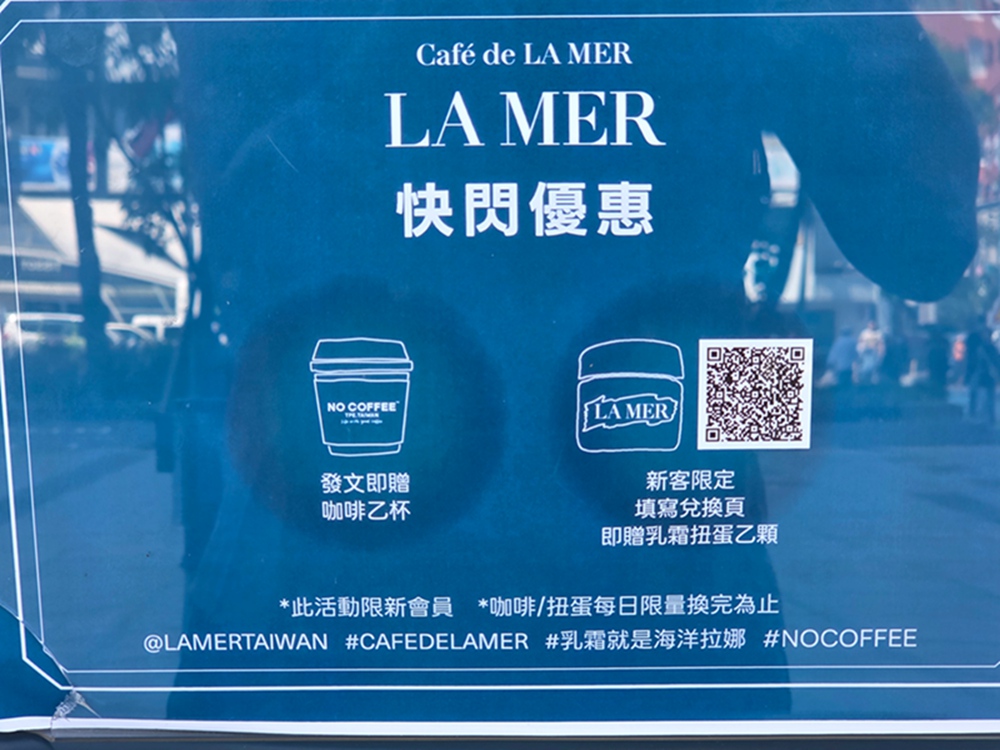 Café de LA MER
LA MER
快閃優惠
NO COFFEE
TPE, TAIWAN
LA MER
發文即贈
咖啡乙杯
新客限定
填寫兌換頁
即贈乳霜扭蛋乙顆
*此活動限新會員 *咖啡/扭蛋每日限量換完為止
@LAMERTAIWAN #CAFEDELAMER #乳霜就是海洋拉娜 #NOCOFFEE